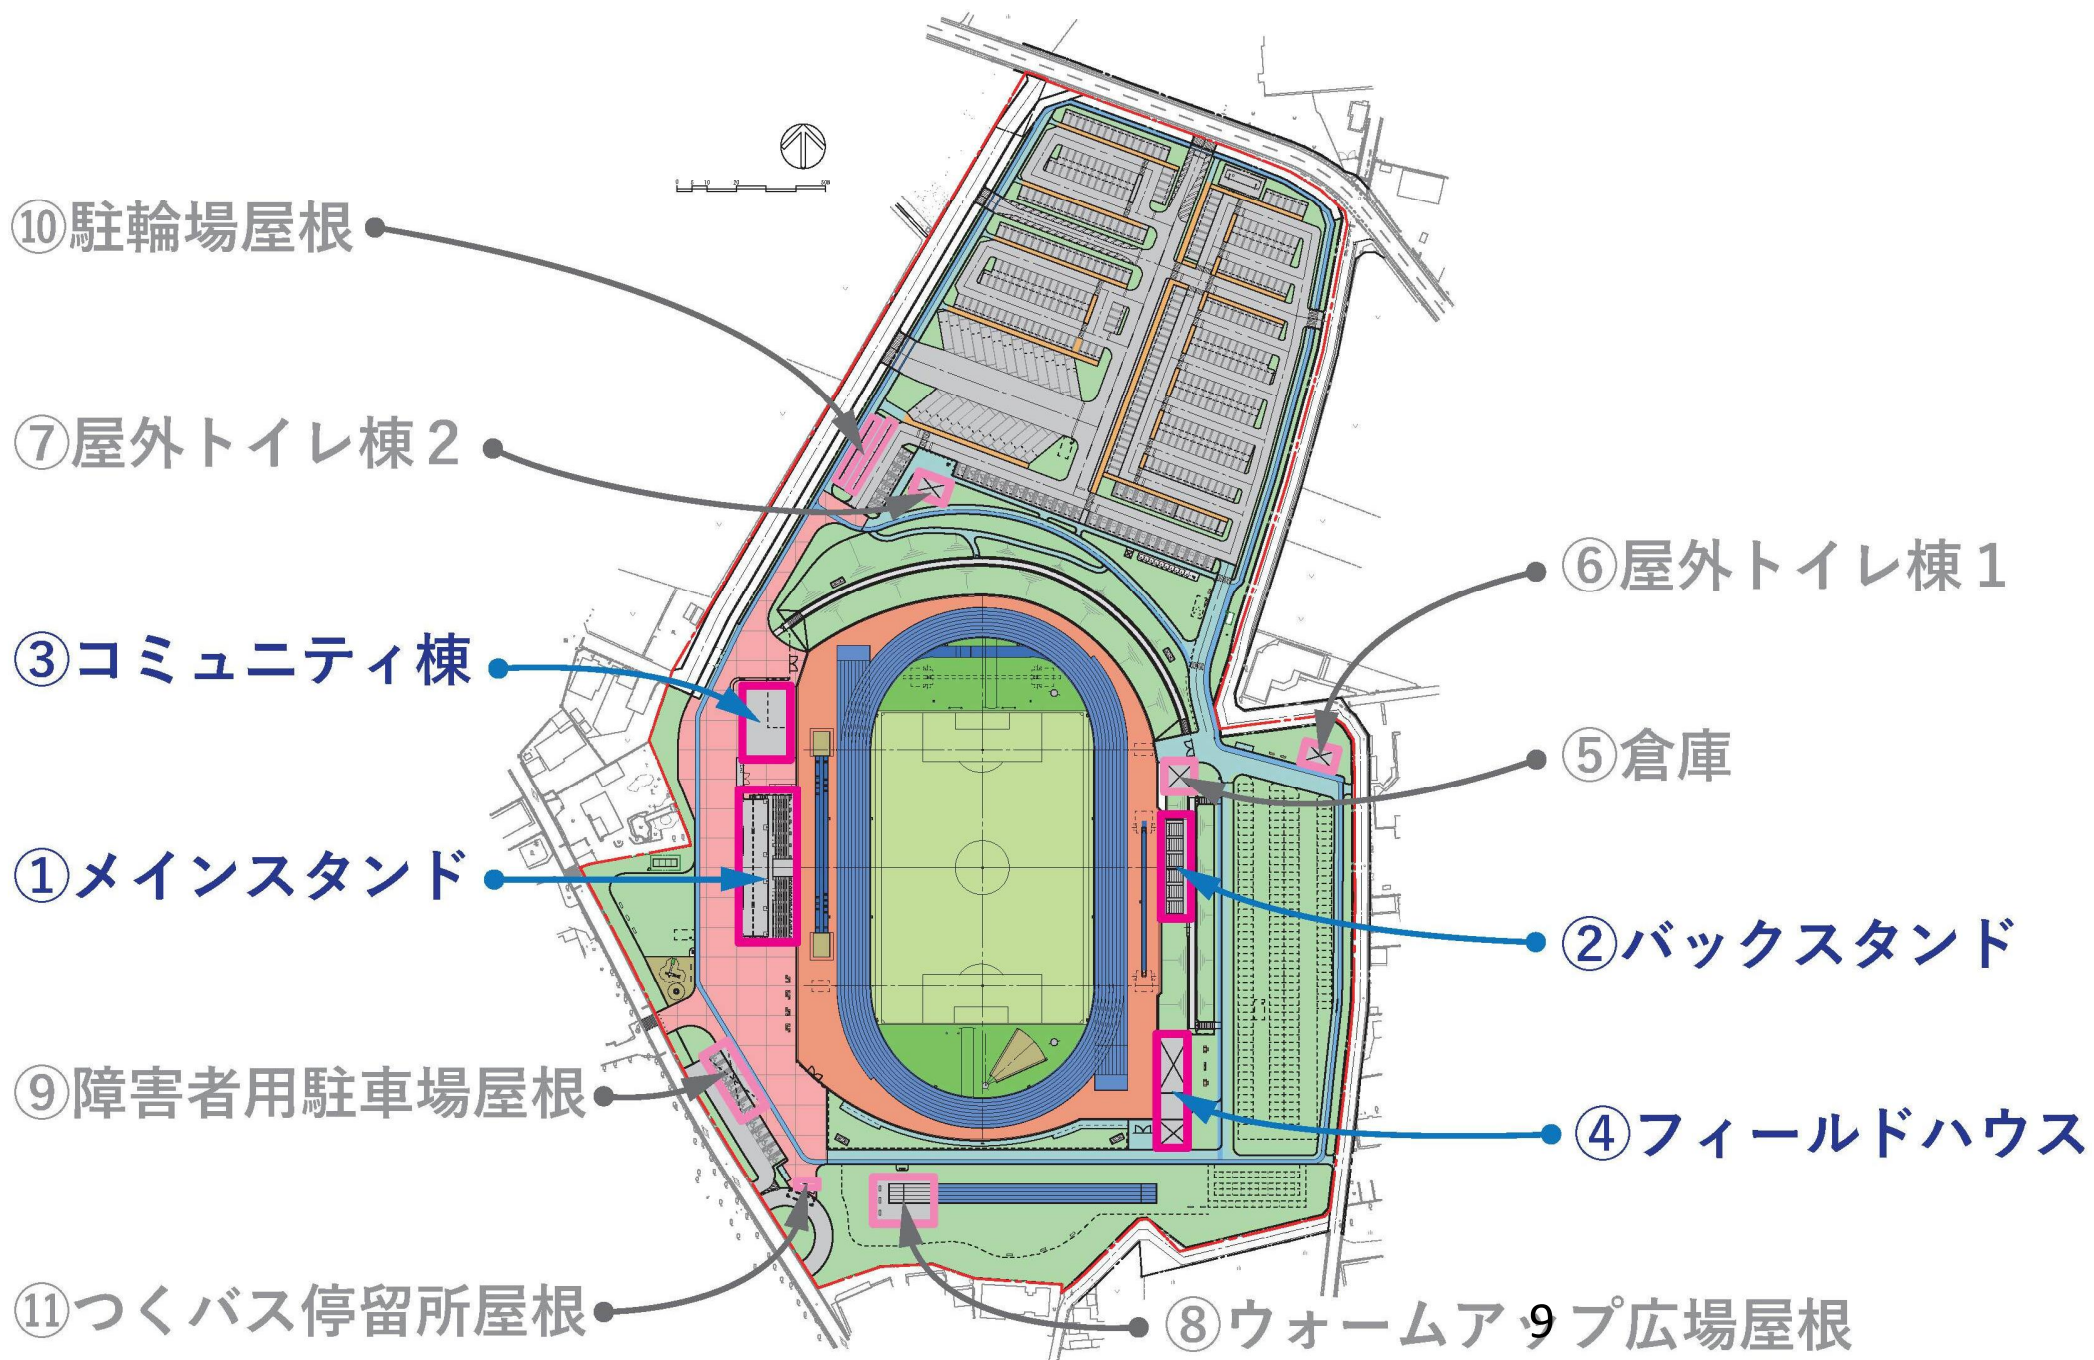 ⑩駐輪場屋根
⑦屋外トイレ棟２
③コミュニティ棟
①メインスタンド
⑨障害者用駐車場屋根
⑪つくバス停留所屋根
⑥屋外トイレ棟１
⑤倉庫
②バックスタンド
④フィールドハウス
⑧ウォームアップ広場屋根
9